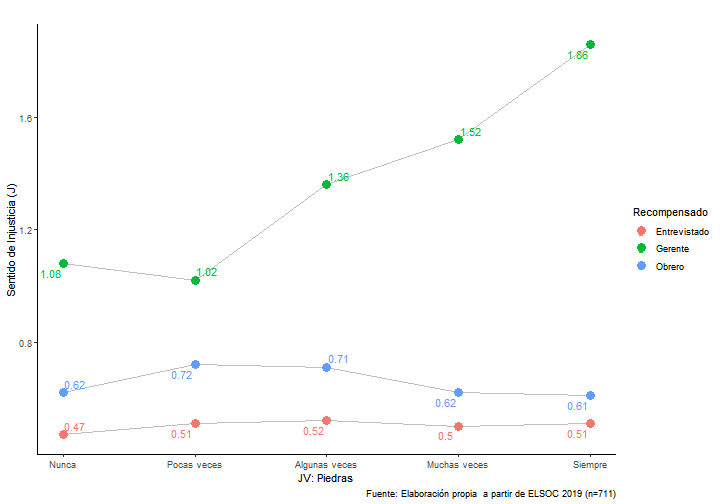 1.86
1.6
1.52
1.36
Recompensado
Entrevistado
Gerente
Obrero
1.2
Sentido de Injusticia (J)
1.08
1.02
0.8
0.62
0.72
0.71
0.62
0.61
0.47
0.51
0.52
0.5
0.51
Nunca
Pocas veces
Algunas veces
Muchas veces
Siempre
JV: Piedras
Fuente: Elaboración propia  a partir de ELSOC 2019 (n=711)